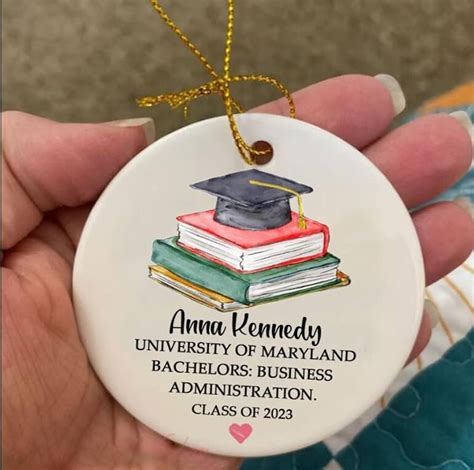 Anna Kennedy
UNIVERSITY OF MARYLAND
BACHELORS: BUSINESS
ADMINISTRATION.
CLASS OF 2023